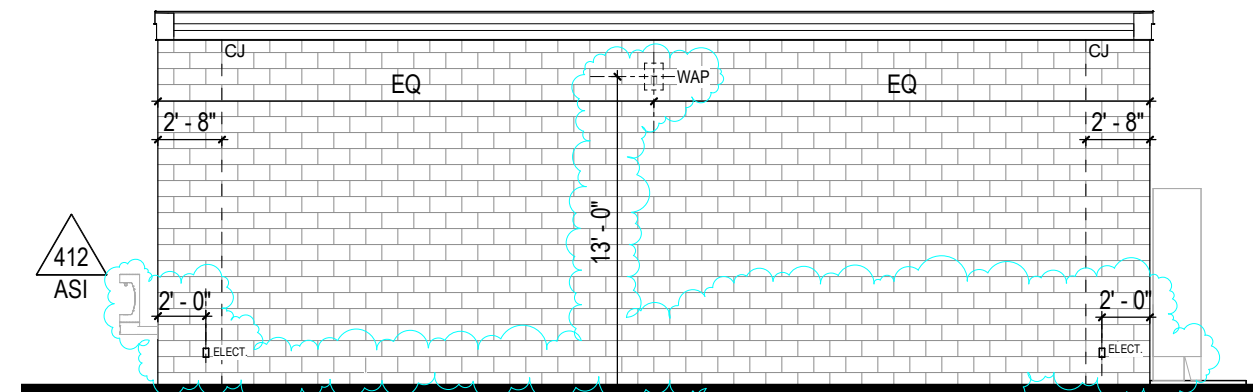 CJ
CJ
WAP
EQ
EQ
2' - 8"
2' - 8"
13' - 0"
412
ASI
2' - 0"
2' - 0"
ELECT.
ELECT.